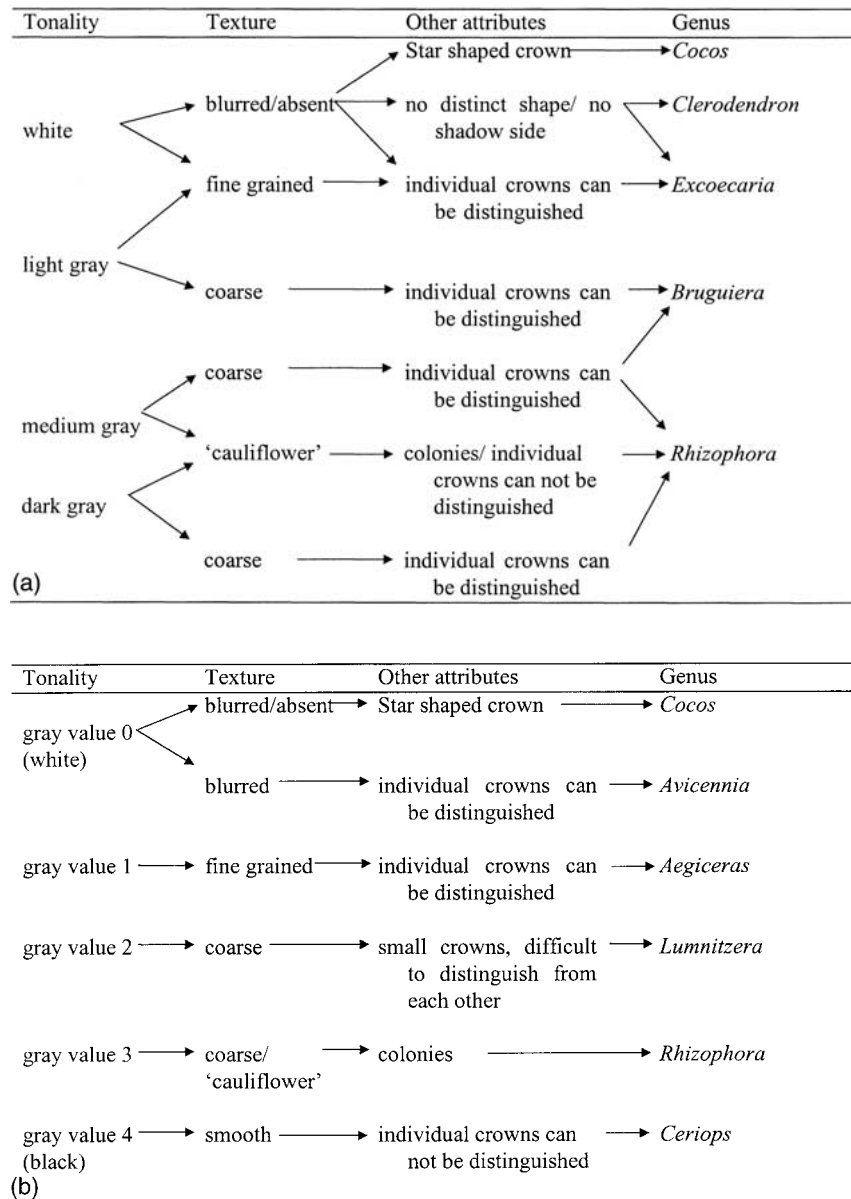 Tonality Texture Other attributes Genus
Star shaped crown Cocos
blurred/absent no distinct shape/ no Clerodendron
white shadow side
fine grained individual crowns can Excoecaria
be distinguished
light gray
coarse individual crowns can Bruguiera
be distinguished
coarse individual crowns can
be distinguished
medium gray
‘cauliflower’ colonies/ individual Rhizophora
crowns can not be
dark gray distinguished
coarse individual crowns can
(a) be distinguished
Tonality Texture Other attributes Genus
blurred/absent Star shaped crown Cocos
gray value 0
(white)
blurred individual crowns can Avicennia
be distinguished
gray value 1 fine grained individual crowns can Aegiceras
be distinguished
gray value 2 coarse small crowns, difficult Lumnitzera
to distinguish from
each other
gray value 3 coarse/ colonies Rhizophora
‘cauliflower’
gray value 4 smooth individual crowns can Ceriops
(black) not be distinguished
(b)